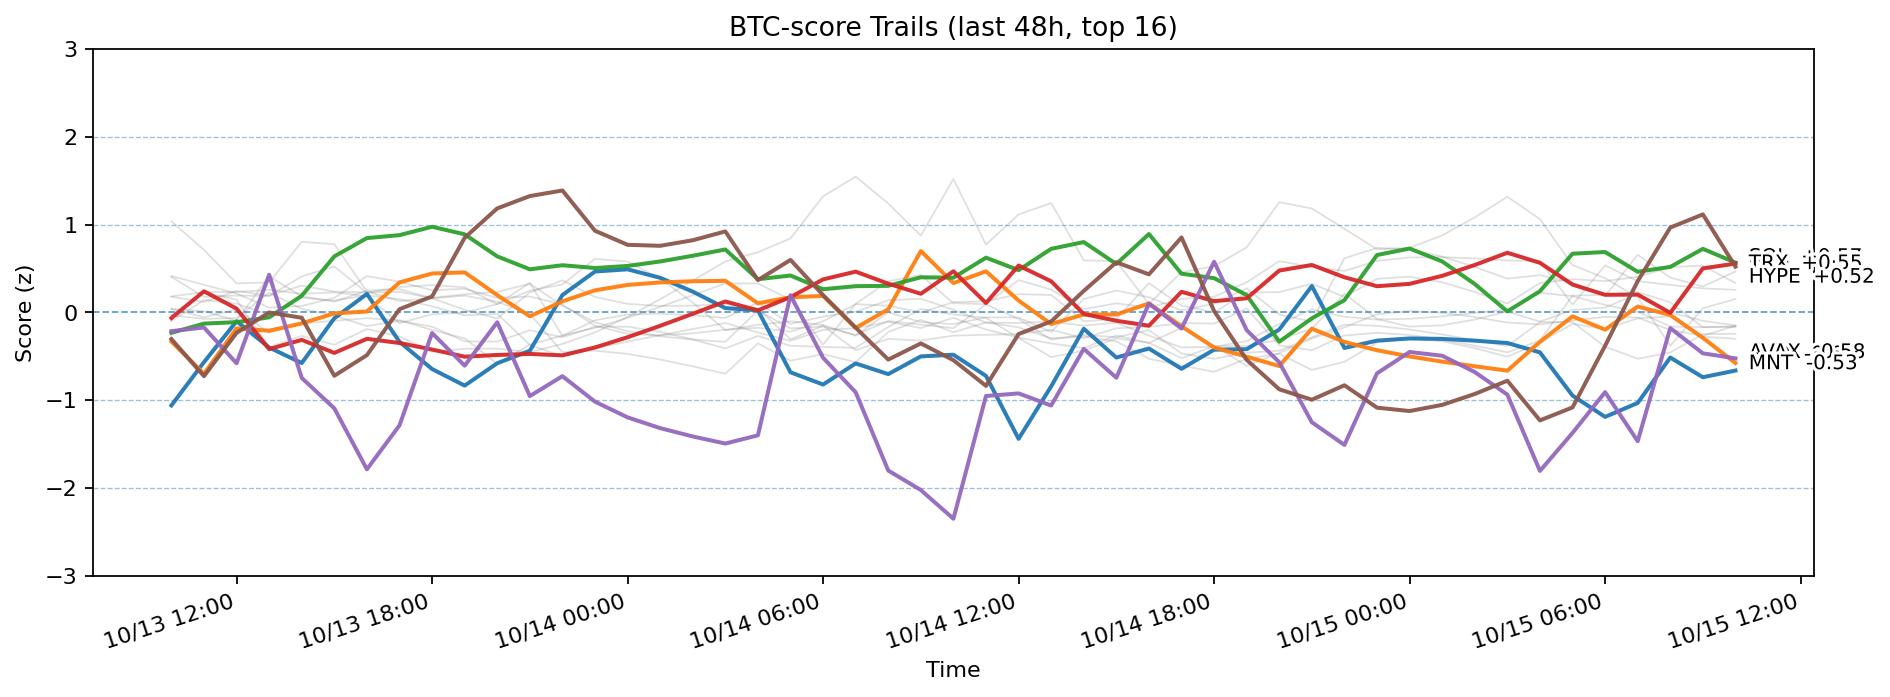 BTC-score Trails (last 48h, top 16)
Score (z)
3
2
1
0
−1
−2
−3
TRX +0.55
HYPE +0.52
AVAX -0.58
MNT -0.53
10/13 12:00
10/13 18:00
10/14 00:00
10/14 06:00
10/14 12:00
10/14 18:00
10/15 00:00
10/15 06:00
10/15 12:00
Time